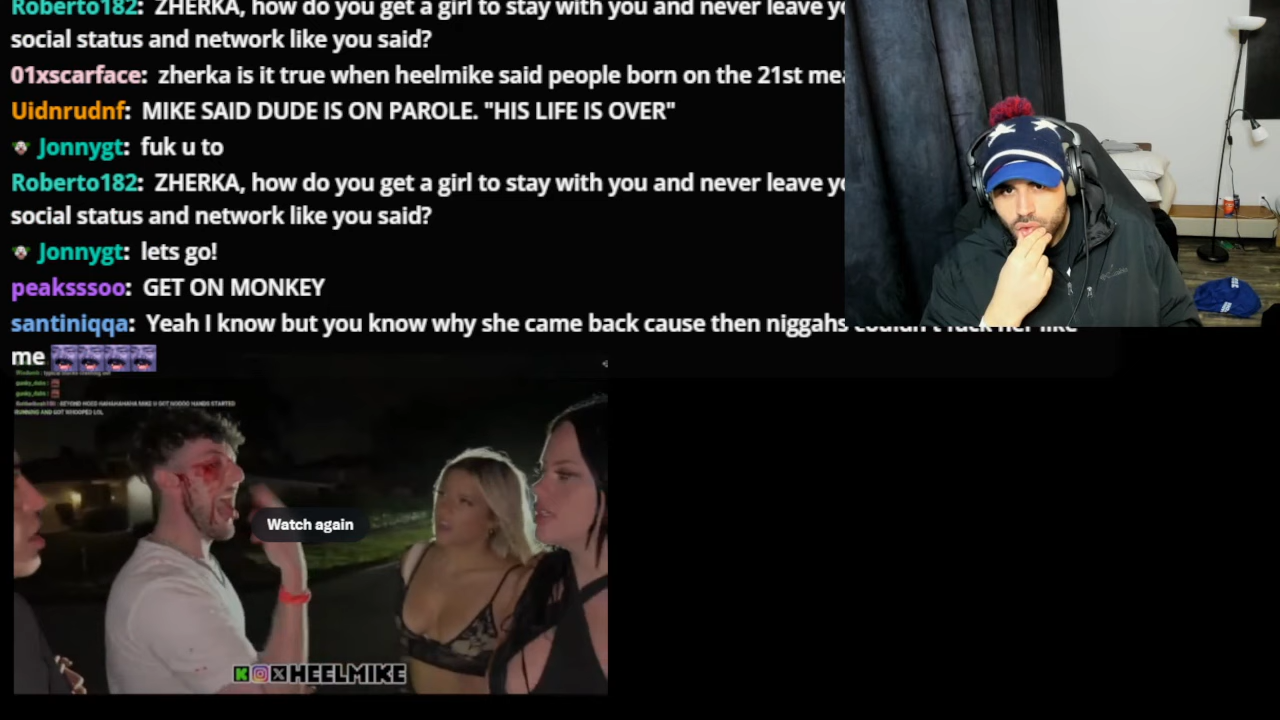 Roberto182: ZHERKA, how do you get a girl to stay with you and never leave yo
social status and network like you said?
01xscarface: zherka is it true when heelmike said people born on the 21st mea
Uidnrudnf: MIKE SAID DUDE IS ON PAROLE. "HIS LIFE IS OVER"
Jonnygt: fuk u to
Roberto182: ZHERKA, how do you get a girl to stay with you and never leave yo
social status and network like you said?
Jonnygt: lets go!
peaksssoo: GET ON MONKEY
santiniqqa: Yeah I know but you know why she came back cause then niggahs couldn't fuck her like
me
Watch again
HEELMIKE